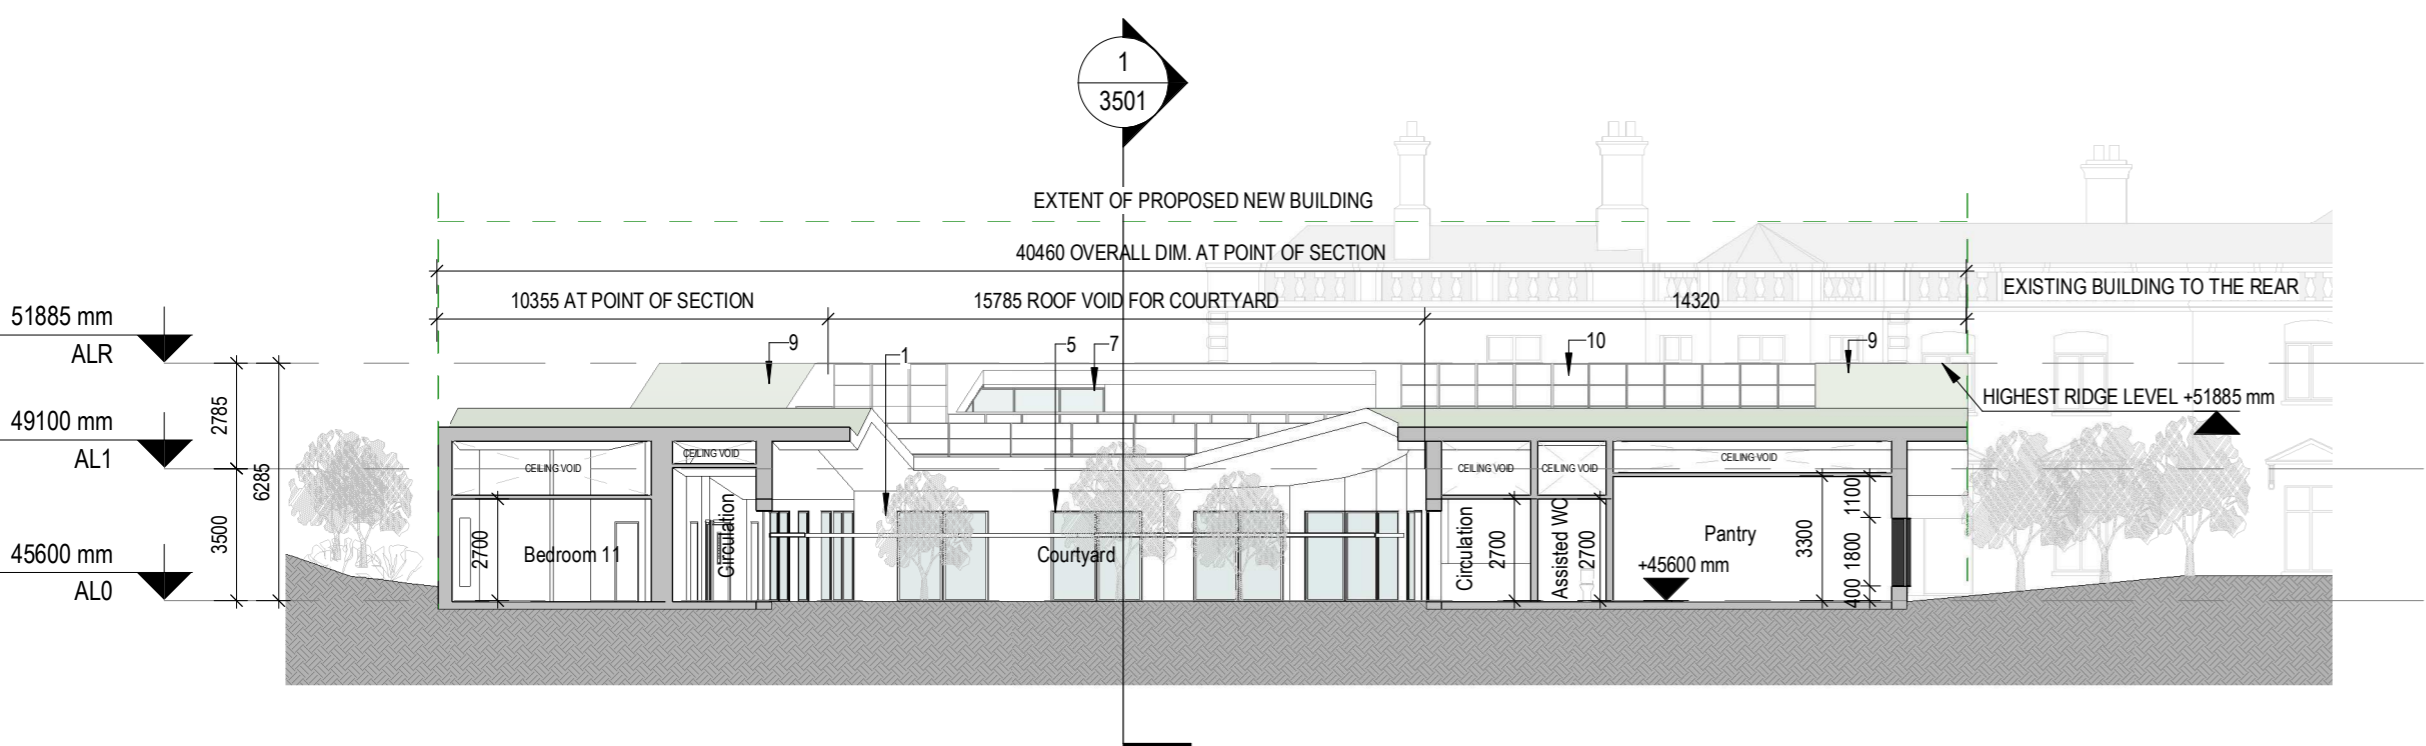 1
3501
EXTENT OF PROPOSED NEW BUILDING
40460 OVERALL DIM. AT POINT OF SECTION
EXISTING BUILDING TO THE REAR
10355 AT POINT OF SECTION
15785 ROOF VOID FOR COURTYARD
14320
51885 mm
ALR
9
1
5
7
10
9
HIGHEST RIDGE LEVEL +51885 mm
49100 mm
AL1
2785
6285
3500
45600 mm
AL0
CEILING VOID
CEILING VOID
CEILING VOID
CEILING VOID
CEILING VOID
2700
Bedroom 11
Circulation
Courtyard
Circulation
2700
Assisted WC
2700
Pantry
+45600 mm
3300
1100
1800
400